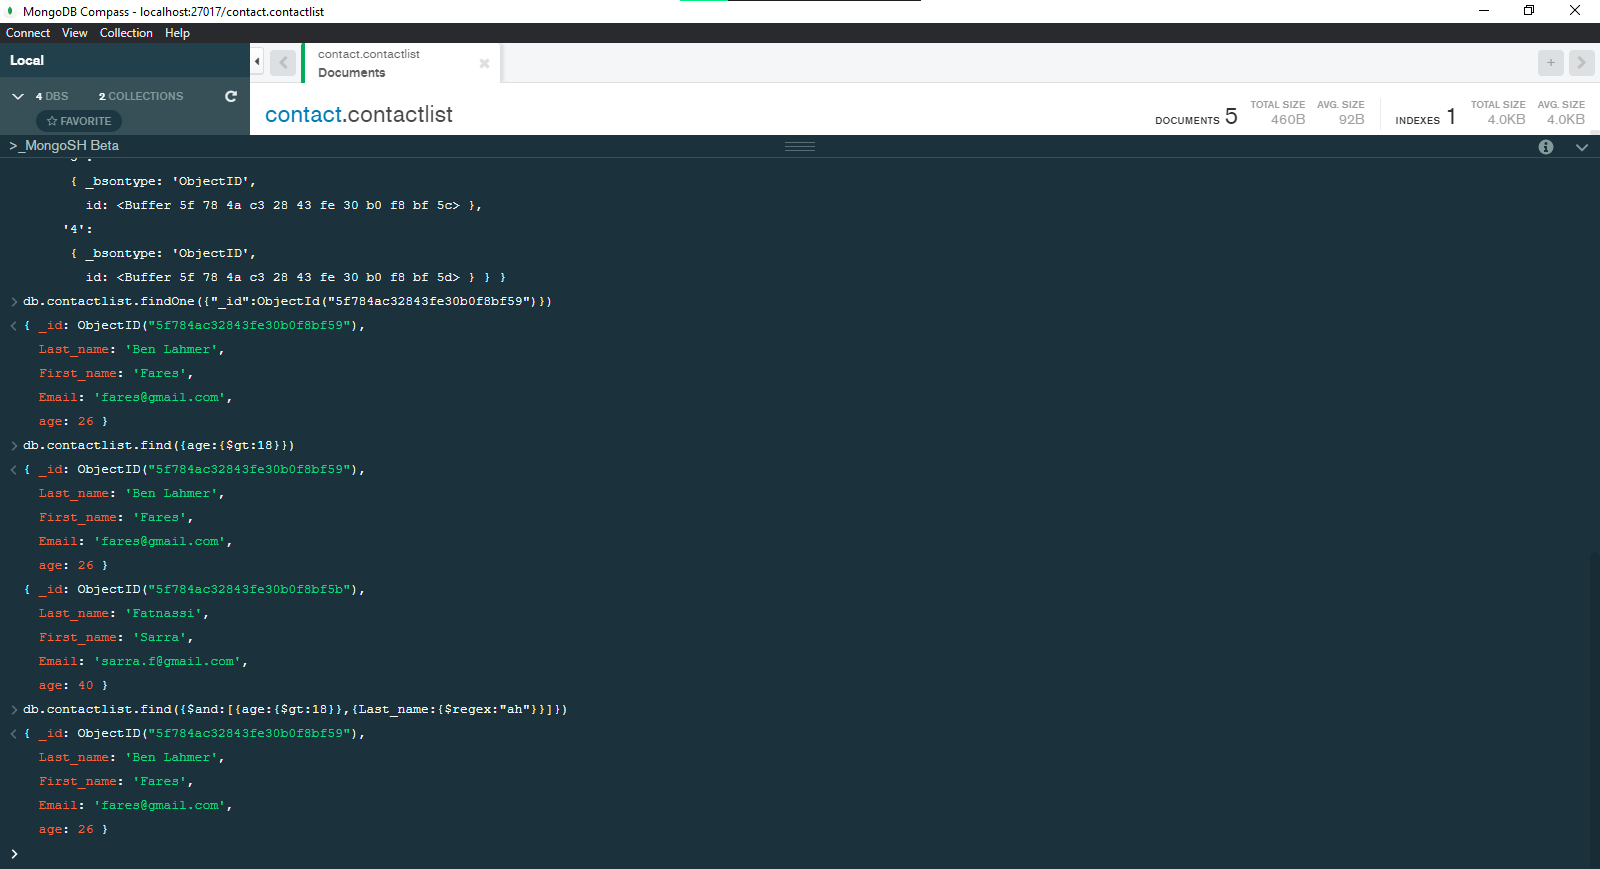 MongoDB Compass - localhost:27017/contact.contactlist
Connect View Collection Help
Local
contact.contactlist
Documents
4 DBS 2 COLLECTIONS
FAVORITE
contact.contactlist
DOCUMENTS 5 TOTAL SIZE 460B AVG. SIZE 92B INDEXES 1 TOTAL SIZE 4.0KB AVG. SIZE 4.0KB
>_MongoSH Beta
{ _bsontype: 'ObjectID',
id: <Buffer 5f 78 4a c3 28 43 fe 30 b0 f8 bf 5c> },
'4':
{ _bsontype: 'ObjectID',
id: <Buffer 5f 78 4a c3 28 43 fe 30 b0 f8 bf 5d> } } }
> db.contactlist.findOne({"_id":ObjectId("5f784ac32843fe30b0f8bf59")})
< { _id: ObjectID("5f784ac32843fe30b0f8bf59"),
Last_name: 'Ben Lahmer',
First_name: 'Fares',
Email: 'fares@gmail.com',
age: 26 }
> db.contactlist.find({age:{$gt:18}})
< { _id: ObjectID("5f784ac32843fe30b0f8bf59"),
Last_name: 'Ben Lahmer',
First_name: 'Fares',
Email: 'fares@gmail.com',
age: 26 }
{ _id: ObjectID("5f784ac32843fe30b0f8bf5b"),
Last_name: 'Fatnassi',
First_name: 'Sarra',
Email: 'sarra.f@gmail.com',
age: 40 }
> db.contactlist.find({$and:[{age:{$gt:18}},{Last_name:{$regex:"ah"}}]})
< { _id: ObjectID("5f784ac32843fe30b0f8bf59"),
Last_name: 'Ben Lahmer',
First_name: 'Fares',
Email: 'fares@gmail.com',
age: 26 }
>